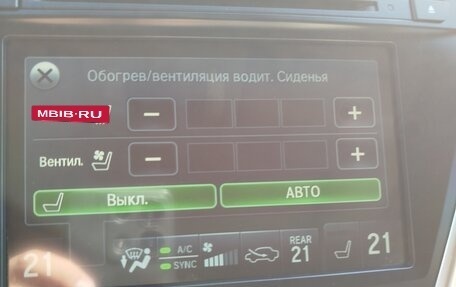 Обогрев/вентиляция водит. Сиденья
MBIB.RU
Вентил.
Выкл. АВТО
21 A/C SYNC REAR 21 21